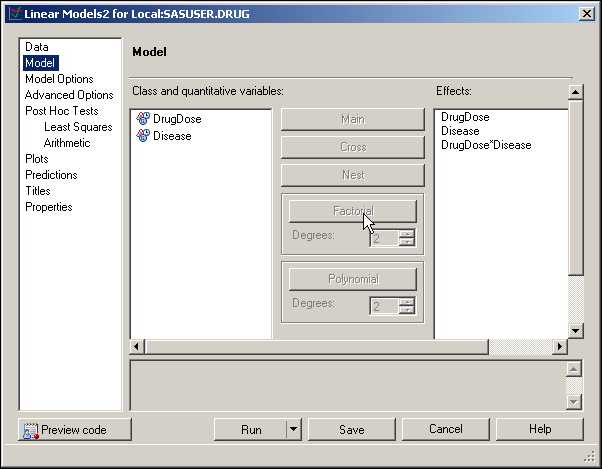 Linear Models2 for Local:SASUSER.DRUG
Data
Model
Model Options
Advanced Options
Post Hoc Tests
Least Squares
Arithmetic
Plots
Predictions
Titles
Properties
Model
Class and quantitative variables:
DrugDose
Disease
Main
Cross
Nest
Factorial
Degrees: 2
Polynomial
Degrees: 2
Effects:
DrugDose
Disease
DrugDose*Disease
Preview code
Run
Save
Cancel
Help